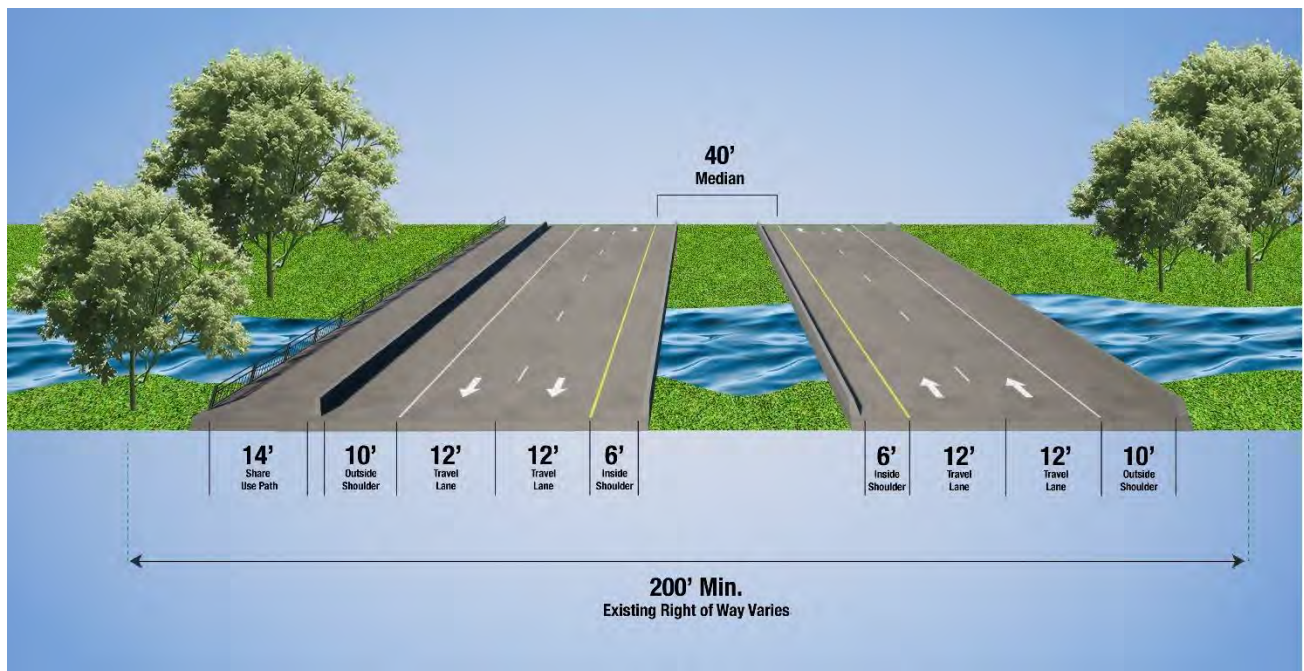 40’
Median
14’
Share
Use Path
10’
Outside
Shoulder
12’
Travel
Lane
12’
Travel
Lane
6’
Inside
Shoulder
6’
Inside
Shoulder
12’
Travel
Lane
12’
Travel
Lane
10’
Outside
Shoulder
200’ Min.
Existing Right of Way Varies